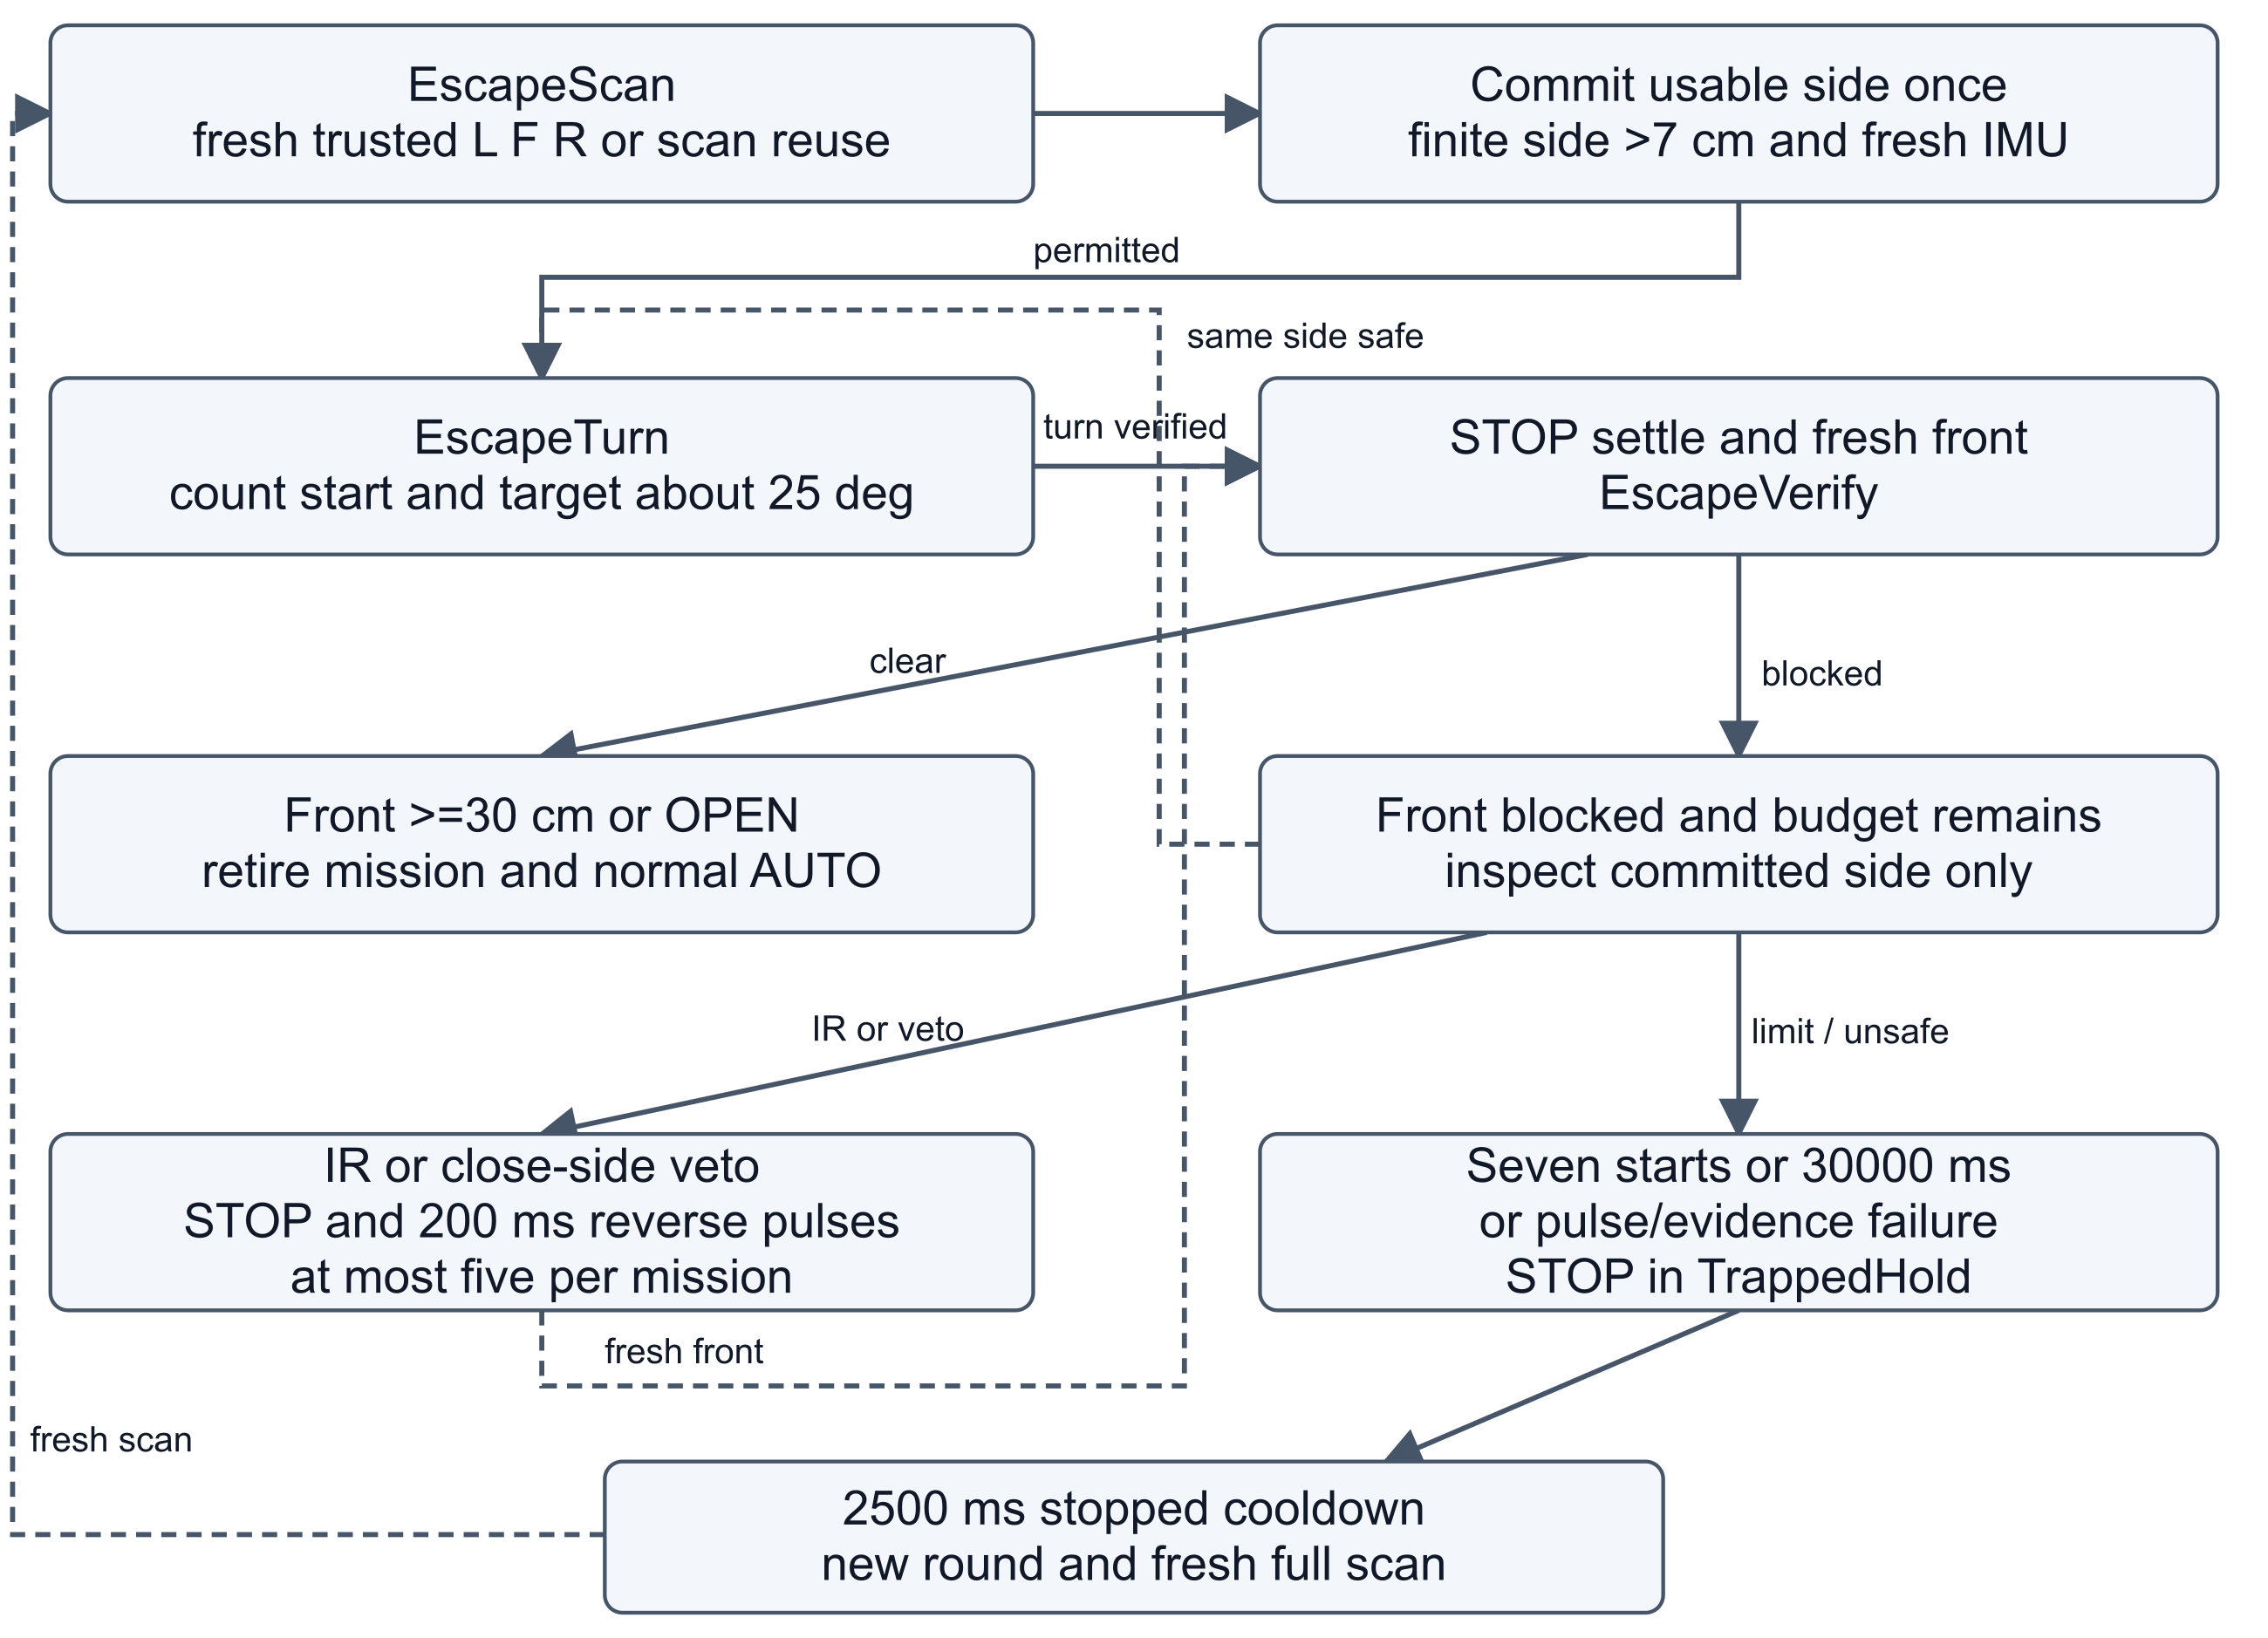 EscapeScan
fresh trusted L F R or scan reuse
Commit usable side once
finite side >7 cm and fresh IMU
permitted
same side safe
EscapeTurn
count start and target about 25 deg
turn verified
STOP settle and fresh front
EscapeVerify
clear
blocked
Front >=30 cm or OPEN
retire mission and normal AUTO
Front blocked and budget remains
inspect committed side only
IR or veto
limit / unsafe
IR or close-side veto
STOP and 200 ms reverse pulses
at most five per mission
Seven starts or 30000 ms
or pulse/evidence failure
STOP in TrappedHold
fresh front
fresh scan
2500 ms stopped cooldown
new round and fresh full scan